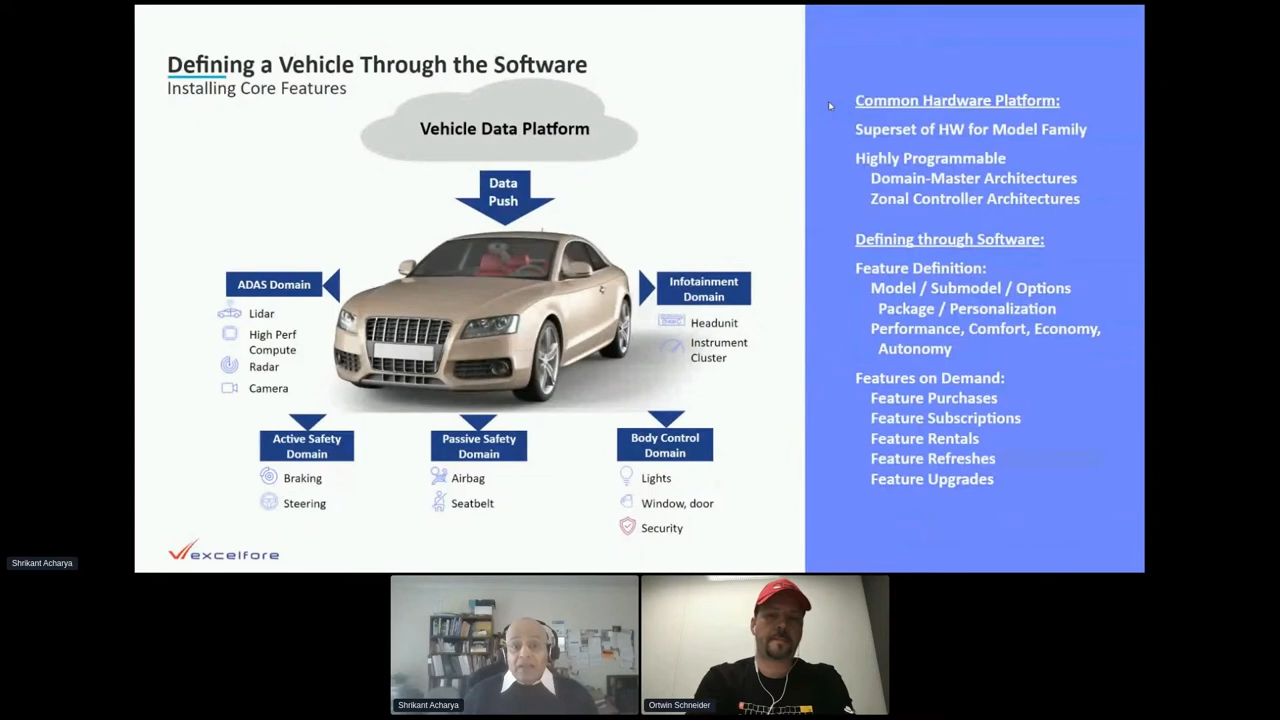 Defining a Vehicle Through the Software
Installing Core Features
Vehicle Data Platform
Data
Push
ADAS Domain
Lidar
High Perf
Compute
Radar
Camera
Infotainment
Domain
Headunit
Instrument
Cluster
Active Safety
Domain
Braking
Steering
Passive Safety
Domain
Airbag
Seatbelt
Body Control
Domain
Lights
Window, door
Security
excelfore
Common Hardware Platform:
Superset of HW for Model Family
Highly Programmable
Domain-Master Architectures
Zonal Controller Architectures
Defining through Software:
Feature Definition:
Model / Submodel / Options
Package / Personalization
Performance, Comfort, Economy,
Autonomy
Features on Demand:
Feature Purchases
Feature Subscriptions
Feature Rentals
Feature Refreshes
Feature Upgrades
Shrikant Acharya
Shrikant Acharya
Ortwin Schneider